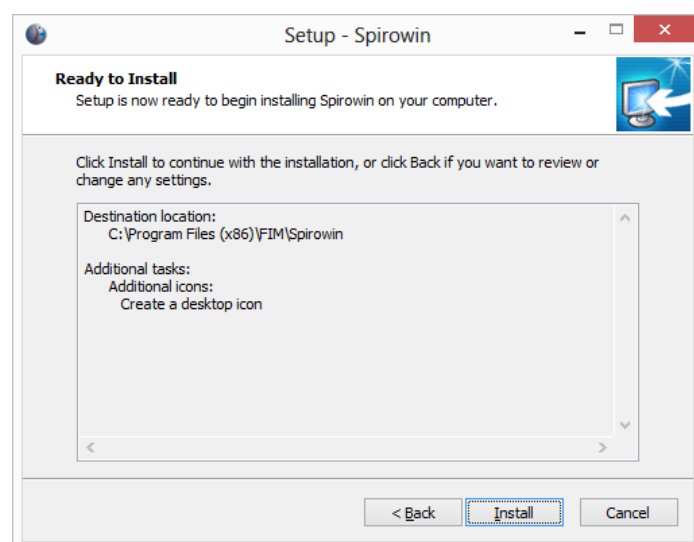 Setup - Spirowin
Ready to Install
Setup is now ready to begin installing Spirowin on your computer.
Click Install to continue with the installation, or click Back if you want to review or
change any settings.
Destination location:
C:\Program Files (x86)\FIM\Spirowin
Additional tasks:
Additional icons:
Create a desktop icon
< Back
Install
Cancel